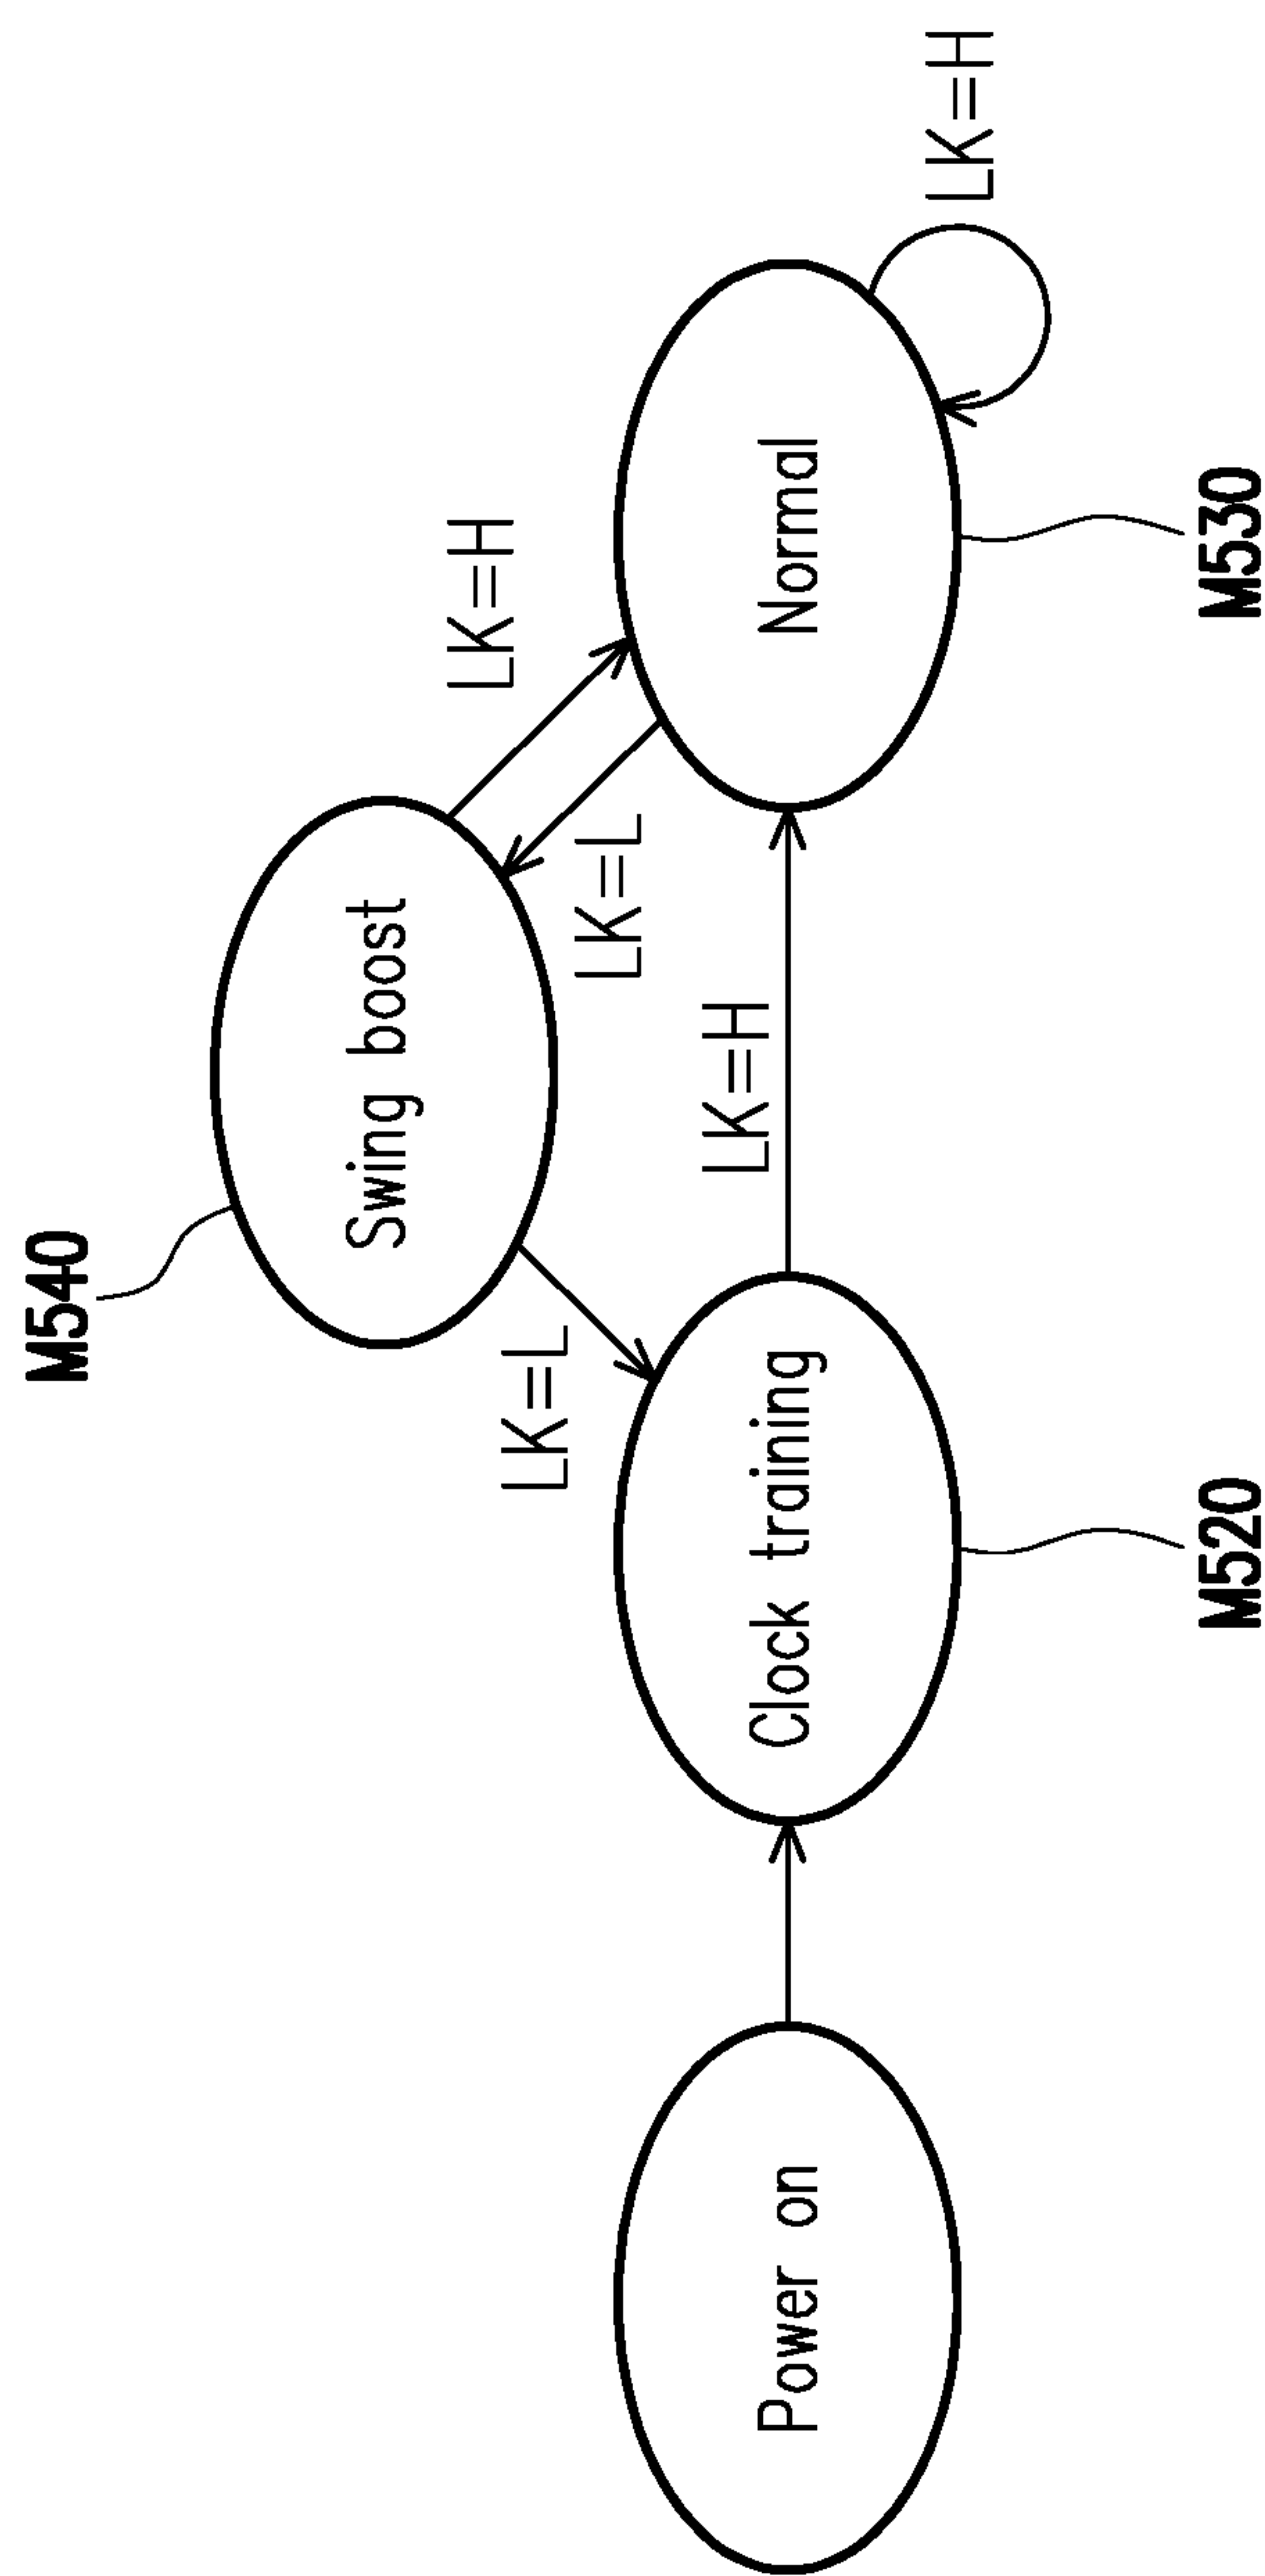 M540
Swing boost
LK=H
LK=L
LK=L
LK=H
LK=H
Power on
Clock training
Normal
M520
M530